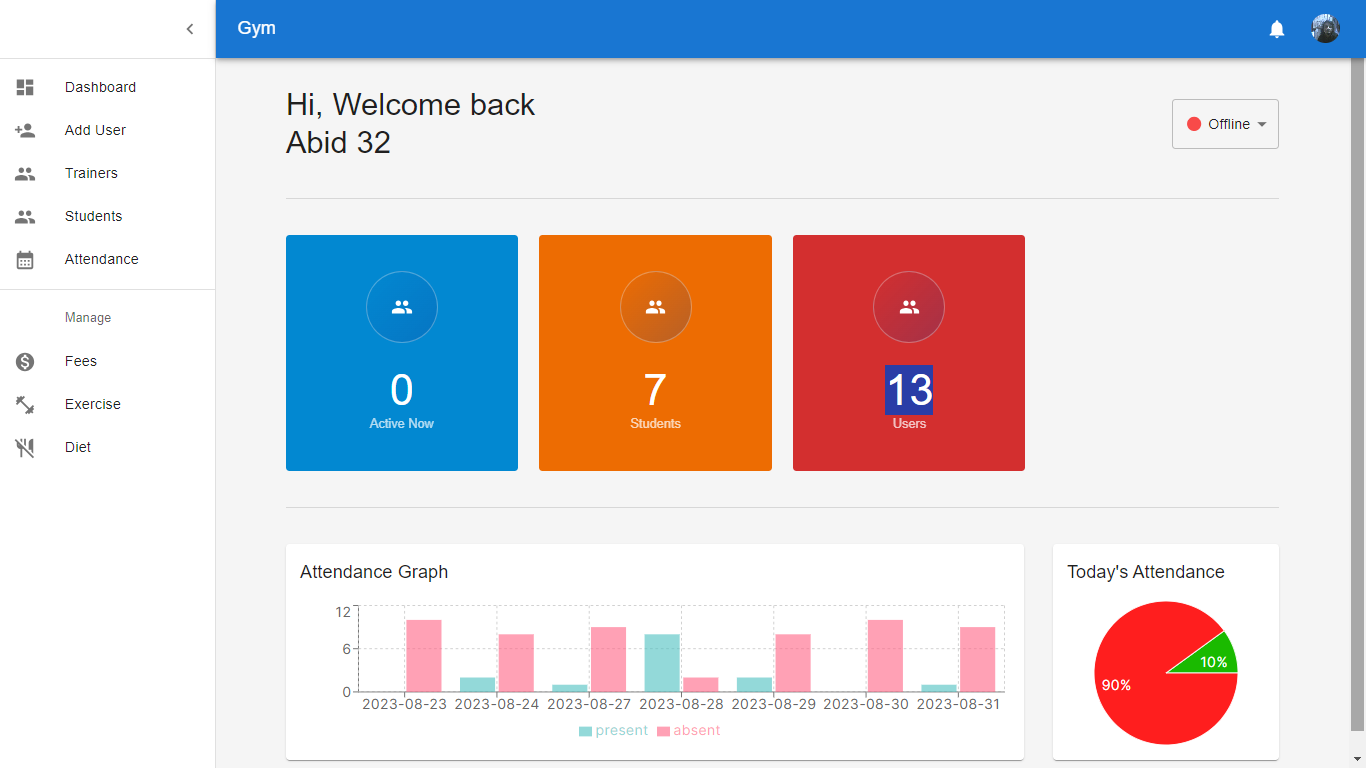 Gym
Dashboard
Add User
Trainers
Students
Attendance
Manage
Fees
Exercise
Diet
Hi, Welcome back
Abid 32
Offline
0
Active Now
7
Students
13
Users
Attendance Graph
12
6
0
2023-08-23 2023-08-24 2023-08-27 2023-08-28 2023-08-29 2023-08-30 2023-08-31
present absent
Today's Attendance
10%
90%